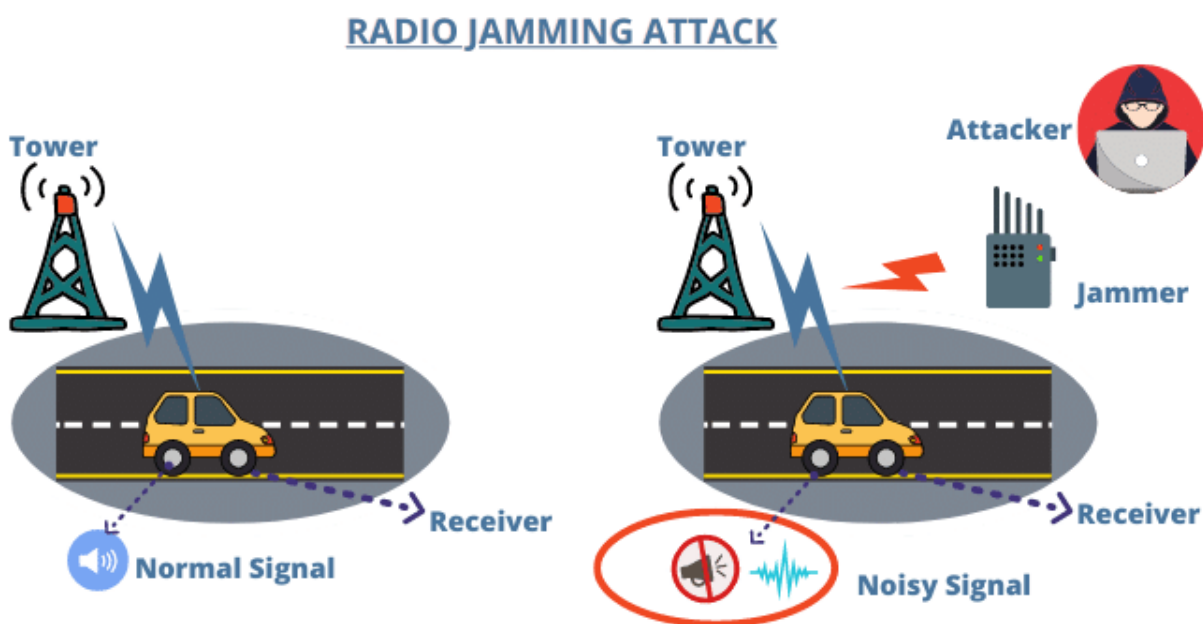 RADIO JAMMING ATTACK
Tower
Receiver
Normal Signal
Tower
Attacker
Jammer
Receiver
Noisy Signal